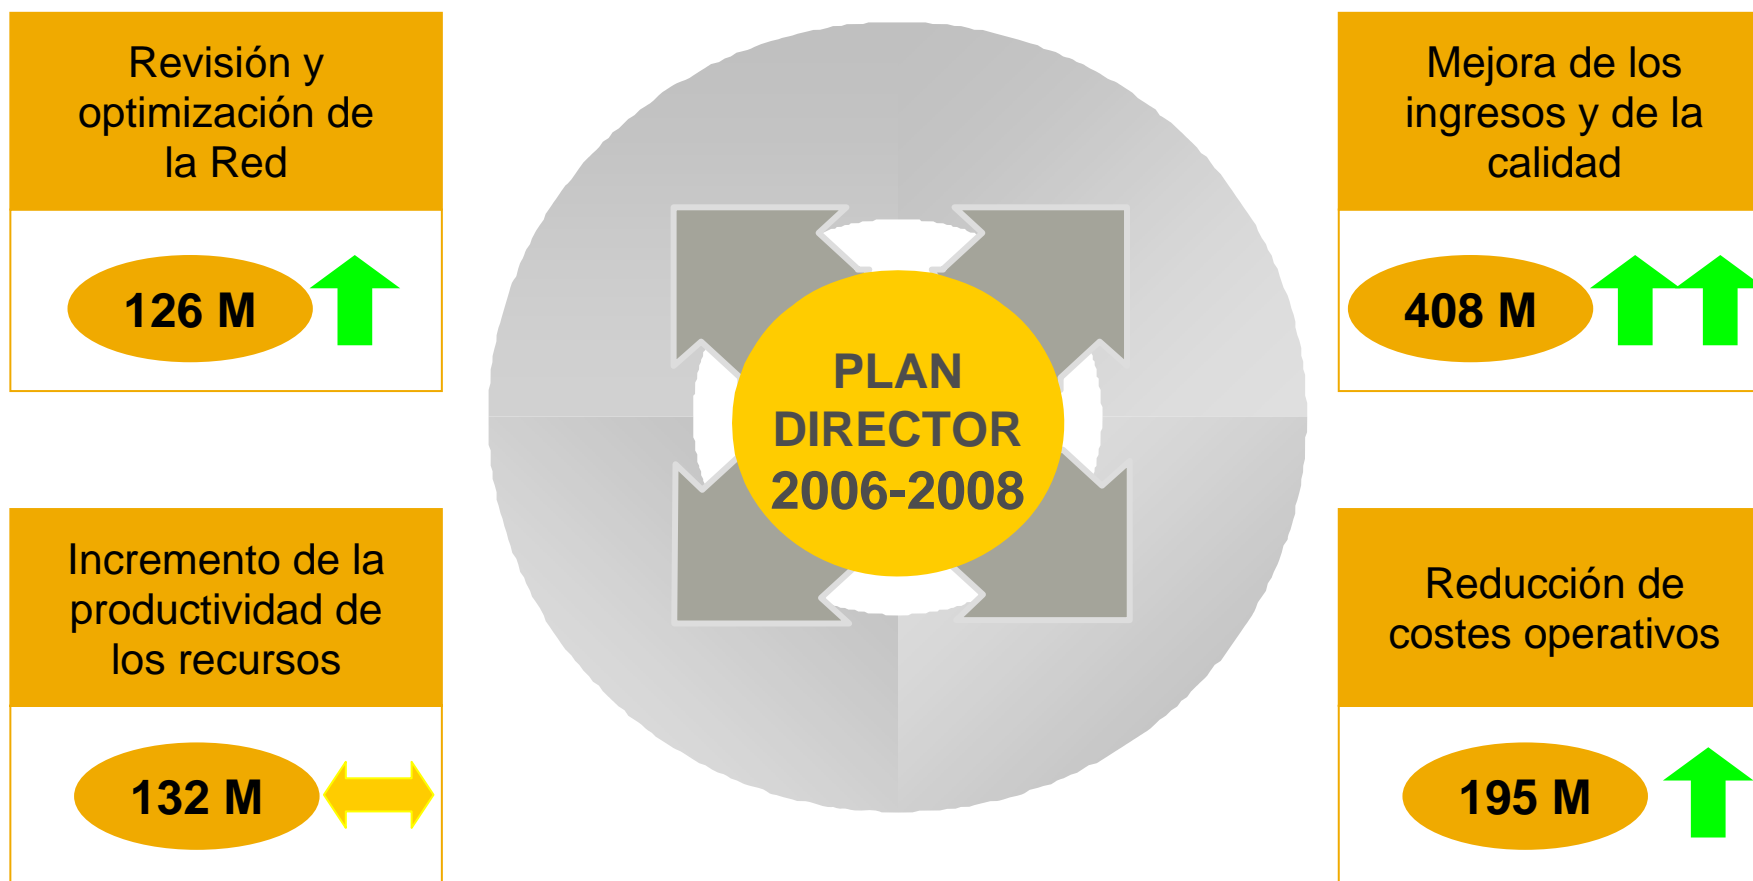 Revisión y
optimización de
la Red
126 M
Mejora de los
ingresos y de la
calidad
408 M
PLAN
DIRECTOR
2006-2008
Incremento de la
productividad de
los recursos
132 M
Reducción de
costes operativos
195 M